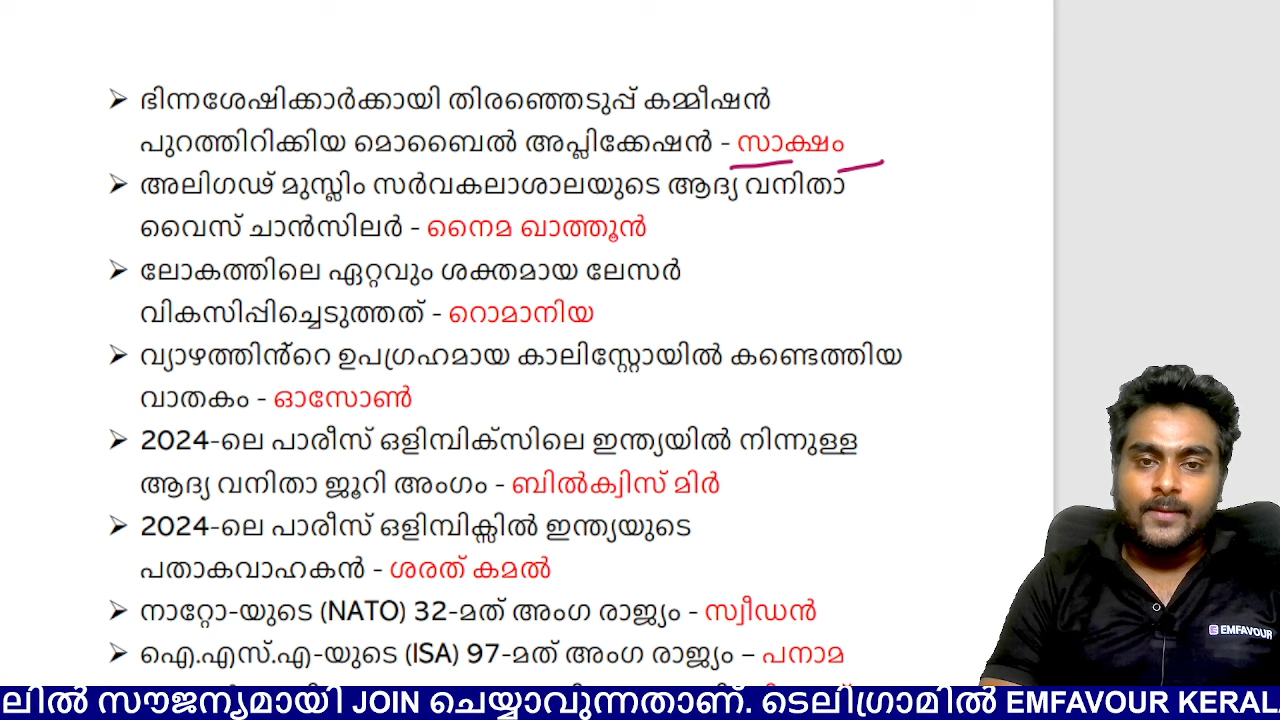 ➢ ഭിന്നശേഷിക്കാർക്കായി തിരഞ്ഞെടുപ്പ് കമ്മീഷൻ
പുറത്തിറിക്കിയ മൊബൈൽ അപ്ലിക്കേഷൻ - സാക്ഷം
➢ അലിഗഢ് മുസ്ലിം സർവകലാശാലയുടെ ആദ്യ വനിതാ
വൈസ് ചാൻസിലർ - നൈമ ഖാത്തൂൻ
➢ ലോകത്തിലെ ഏറ്റവും ശക്തമായ ലേസർ
വികസിപ്പിച്ചെടുത്തത് - റൊമാനിയ
➢ വ്യാഴത്തിൻ്റെ ഉപഗ്രഹമായ കാലിസ്റ്റോയിൽ കണ്ടെത്തിയ
വാതകം - ഓസോൺ
➢ 2024-ലെ പാരീസ് ഒളിമ്പിക്സിലെ ഇന്ത്യയിൽ നിന്നുള്ള
ആദ്യ വനിതാ ജൂറി അംഗം - ബിൽക്വിസ് മിർ
➢ 2024-ലെ പാരീസ് ഒളിമ്പിക്സിൽ ഇന്ത്യയുടെ
പതാകവാഹകൻ - ശരത് കമൽ
➢ നാറ്റോ-യുടെ (NATO) 32-മത് അംഗ രാജ്യം - സ്വീഡൻ
➢ ഐ.എസ്.എ-യുടെ (ISA) 97-മത് അംഗ രാജ്യം – പനാമ
EMFAVOUR
ലിൽ സൗജന്യമായി JOIN ചെയ്യാവുന്നതാണ്. ടെലിഗ്രാമിൽ EMFAVOUR KERALA